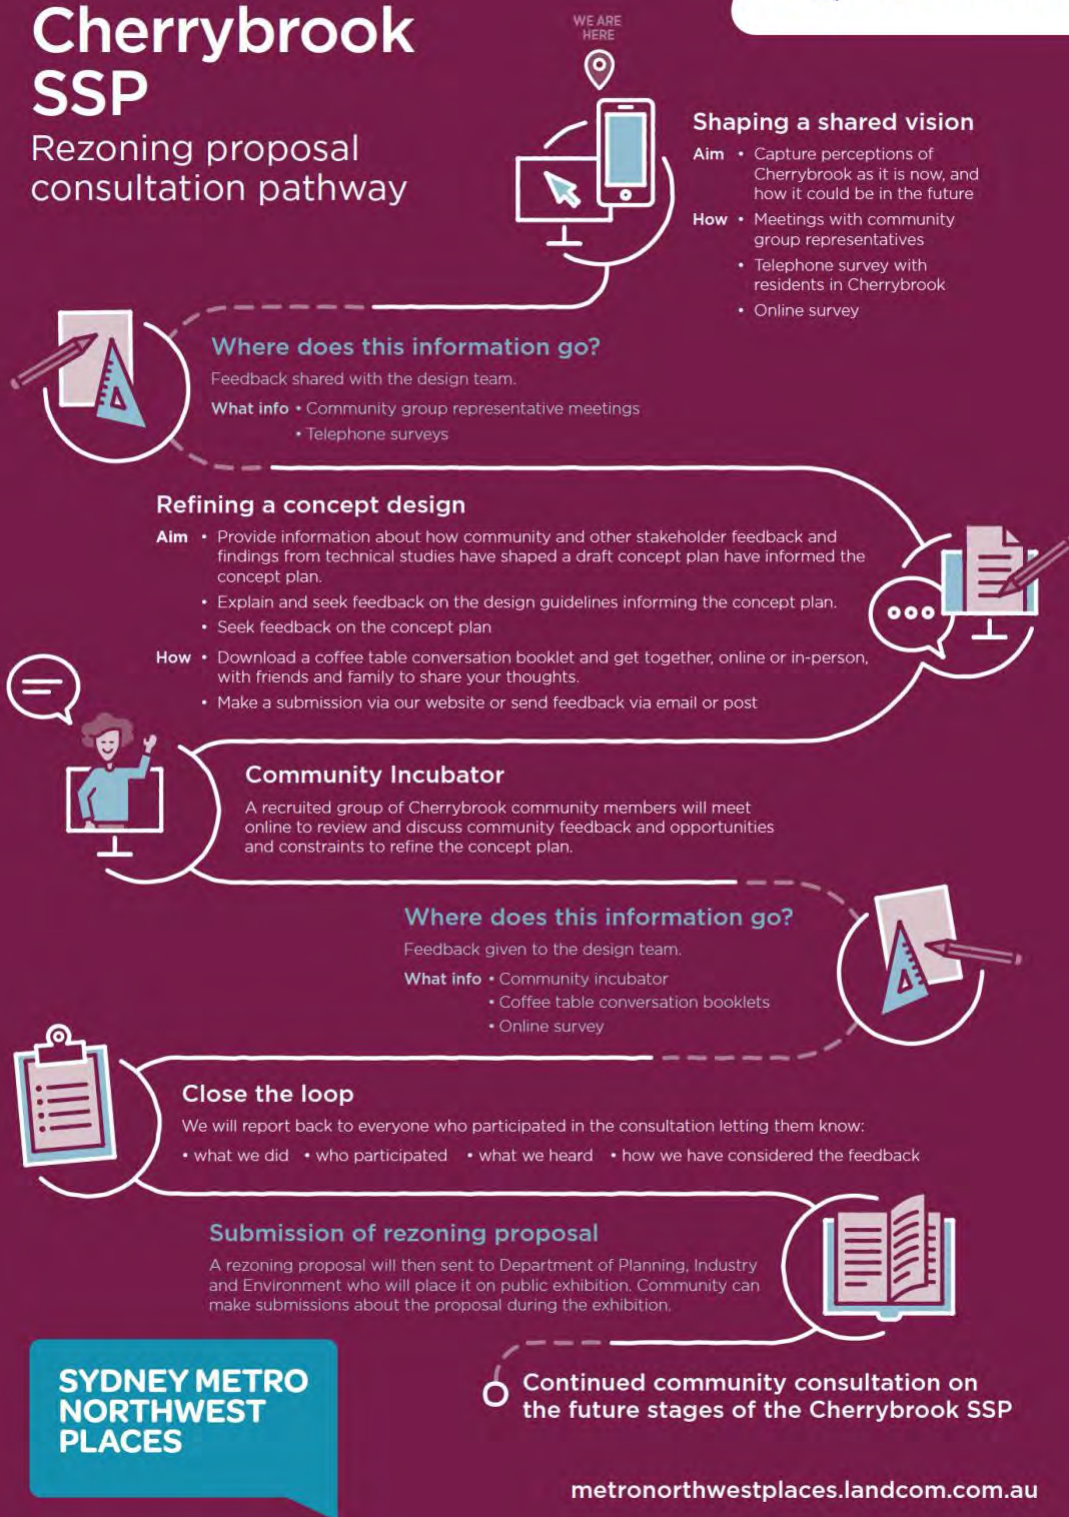 Cherrybrook
SSP
Rezoning proposal
consultation pathway
WE ARE
HERE
Shaping a shared vision
Aim • Capture perceptions of
Cherrybrook as it is now, and
how it could be in the future
How • Meetings with community
group representatives
• Telephone survey with
residents in Cherrybrook
• Online survey
Where does this information go?
Feedback shared with the design team.
What info • Community group representative meetings
• Telephone surveys
Refining a concept design
Aim • Provide information about how community and other stakeholder feedback and
findings from technical studies have shaped a draft concept plan have informed the
concept plan.
• Explain and seek feedback on the design guidelines informing the concept plan.
• Seek feedback on the concept plan
How • Download a coffee table conversation booklet and get together, online or in-person,
with friends and family to share your thoughts.
• Make a submission via our website or send feedback via email or post
Community Incubator
A recruited group of Cherrybrook community members will meet
online to review and discuss community feedback and opportunities
and constraints to refine the concept plan.
Where does this information go?
Feedback given to the design team.
What info • Community incubator
• Coffee table conversation booklets
• Online survey
Close the loop
We will report back to everyone who participated in the consultation letting them know:
• what we did • who participated • what we heard • how we have considered the feedback
Submission of rezoning proposal
A rezoning proposal will then sent to Department of Planning, Industry
and Environment who will place it on public exhibition. Community can
make submissions about the proposal during the exhibition.
Continued community consultation on
the future stages of the Cherrybrook SSP
SYDNEY METRO
NORTHWEST
PLACES
metronorthwestplaces.landcom.com.au